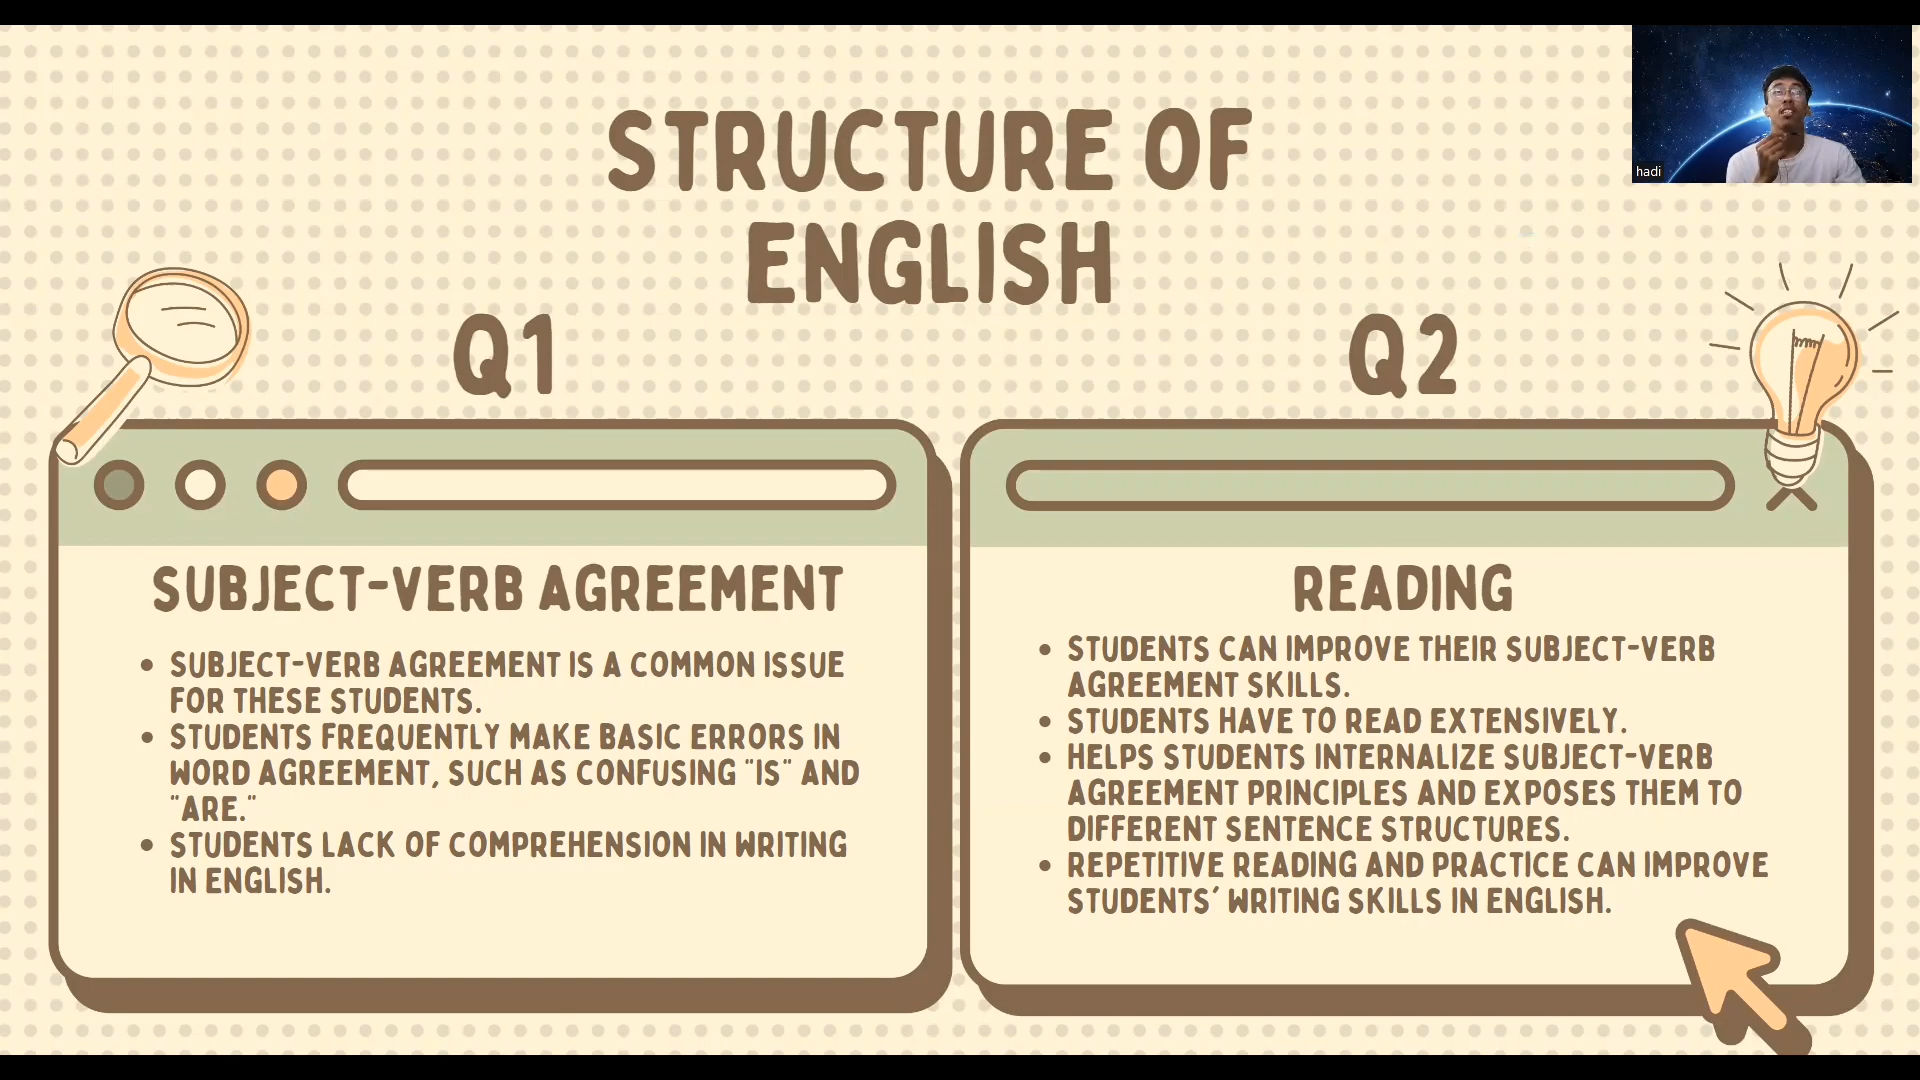 hadi
STRUCTURE OF
ENGLISH
Q1
SUBJECT-VERB AGREEMENT
• SUBJECT-VERB AGREEMENT IS A COMMON ISSUE
FOR THESE STUDENTS.
• STUDENTS FREQUENTLY MAKE BASIC ERRORS IN
WORD AGREEMENT, SUCH AS CONFUSING "IS" AND
"ARE."
• STUDENTS LACK OF COMPREHENSION IN WRITING
IN ENGLISH.
Q2
READING
• STUDENTS CAN IMPROVE THEIR SUBJECT-VERB
AGREEMENT SKILLS.
• STUDENTS HAVE TO READ EXTENSIVELY.
• HELPS STUDENTS INTERNALIZE SUBJECT-VERB
AGREEMENT PRINCIPLES AND EXPOSES THEM TO
DIFFERENT SENTENCE STRUCTURES.
• REPETITIVE READING AND PRACTICE CAN IMPROVE
STUDENTS' WRITING SKILLS IN ENGLISH.